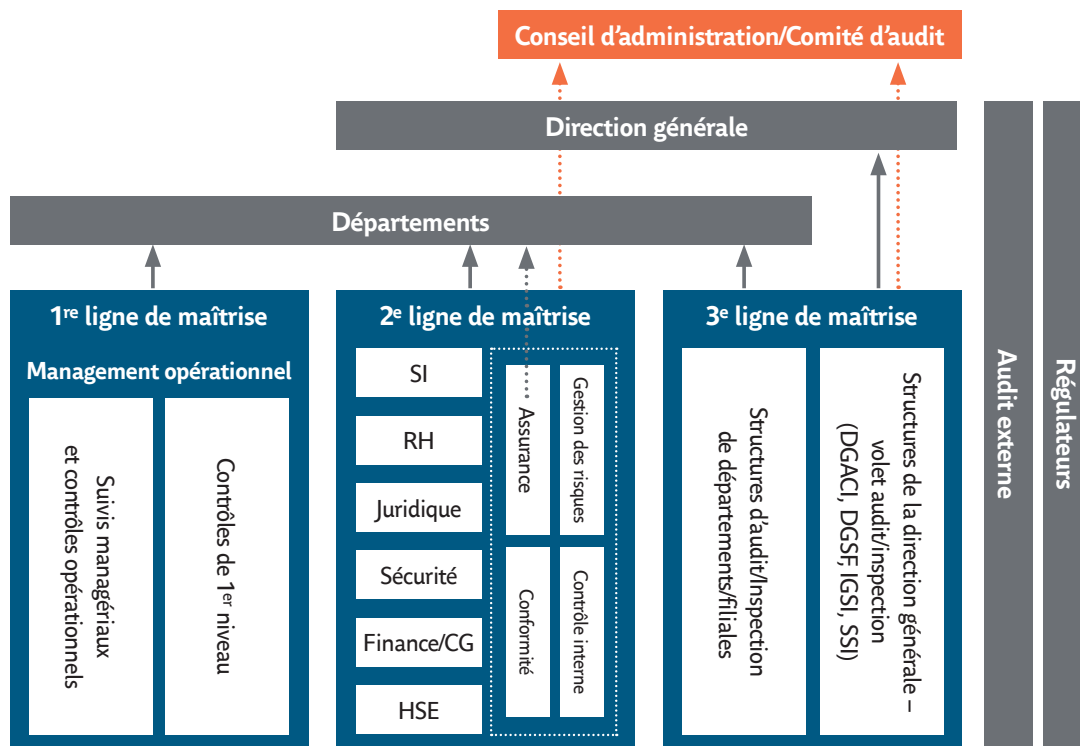 Conseil d’administration/Comité d’audit
Direction générale
Départements
1re ligne de maîtrise
Management opérationnel
Suivis managériaux
et contrôles opérationnels
Contrôles de 1er niveau
2e ligne de maîtrise
SI
RH
Juridique
Sécurité
Finance/CG
HSE
Assurance
Gestion des risques
Conformité
Contrôle interne
3e ligne de maîtrise
Structures d’audit/Inspection
de départements/filiales
Structures de la direction générale –
volet audit/inspection
(DGACI, DGSF, IGSI, SSI)
Audit externe
Régulateurs